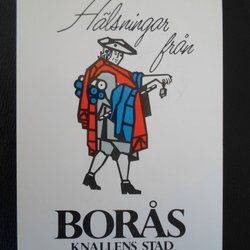 Hälsningar
från
BORÅS
KNALLENS STAD